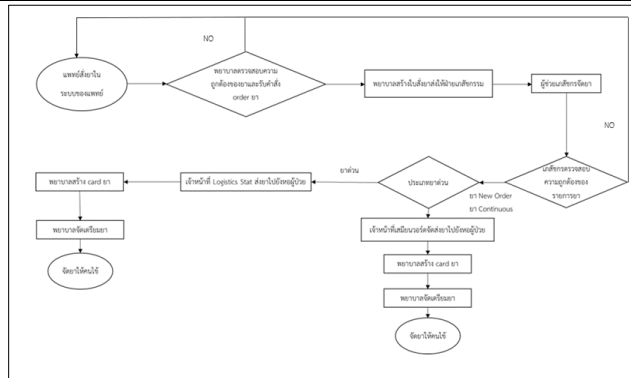 NO
แพทย์สั่งยาใน
ระบบของแพทย์
พยาบาลตรวจสอบความ
ถูกต้องของยาและรับคำสั่ง
order ยา
พยาบาลสร้างใบสั่งยาส่งให้ฝ่ายเภสัชกรรม
ผู้ช่วยเภสัชกรจัดยา
NO
เภสัชกรตรวจสอบ
ความถูกต้องของ
รายการยา
ยา New Order
ยา Continuous
ประเภทยาด่วน
ยาด่วน
เจ้าหน้าที่ Logistics Stat ส่งยาไปยังหอผู้ป่วย
พยาบาลสร้าง card ยา
พยาบาลจัดเตรียมยา
จัดยาให้คนไข้
เจ้าหน้าที่เสมียนวอร์ดจัดส่งยาไปยังหอผู้ป่วย
พยาบาลสร้าง card ยา
พยาบาลจัดเตรียมยา
จัดยาให้คนไข้